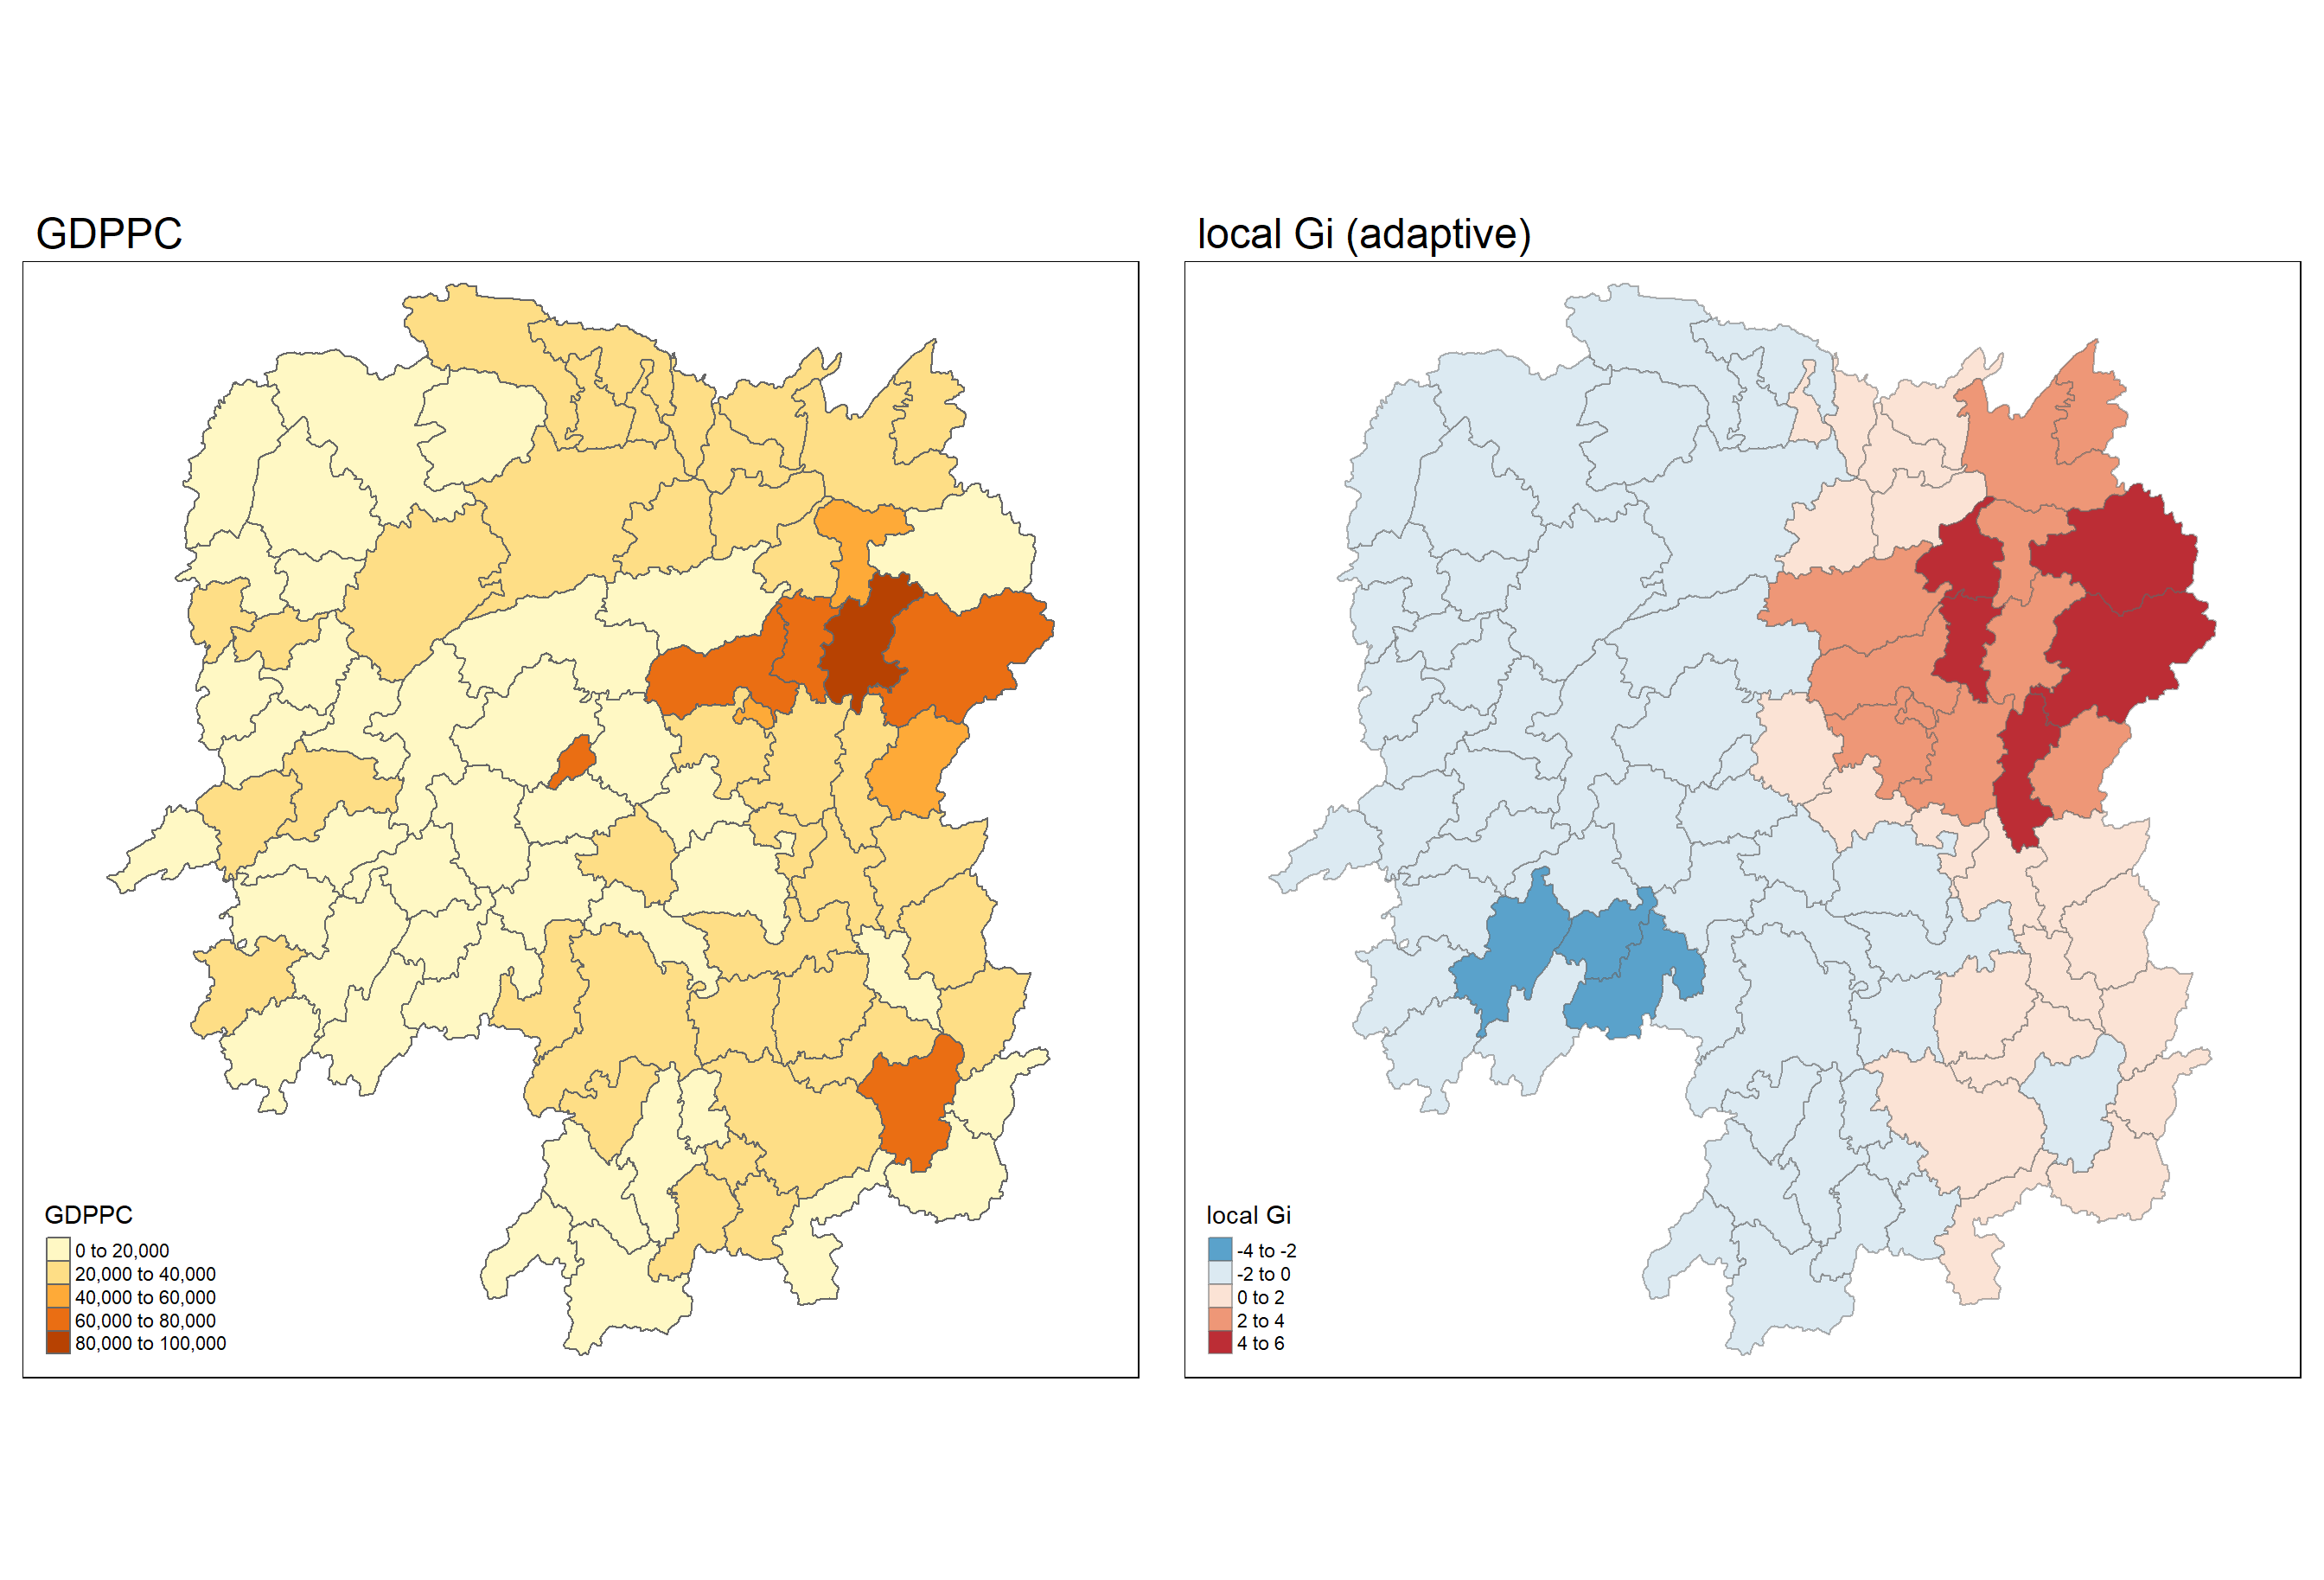 GDPPC
local Gi (adaptive)
GDPPC
0 to 20,000
20,000 to 40,000
40,000 to 60,000
60,000 to 80,000
80,000 to 100,000
local Gi
-4 to -2
-2 to 0
0 to 2
2 to 4
4 to 6